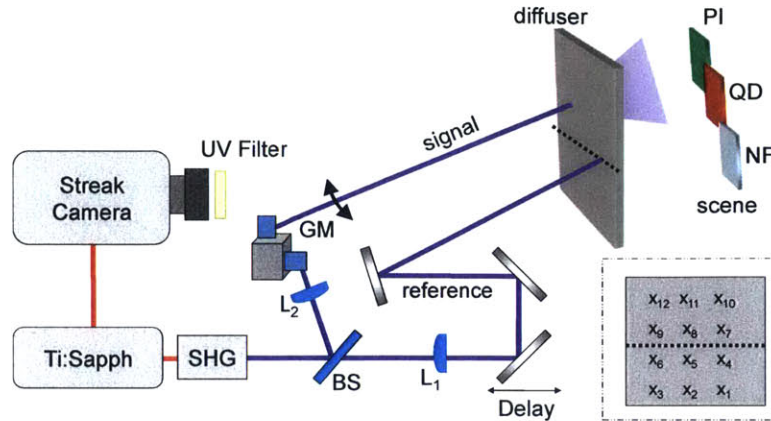 diffuser
PI
QD
NF
scene
signal
UV Filter
Streak
Camera
GM
reference
L2
Ti:Sapph
SHG
BS
L1
Delay
X12 X11 X10
X9 X8 X7
X6 X5 X4
X3 X2 X1